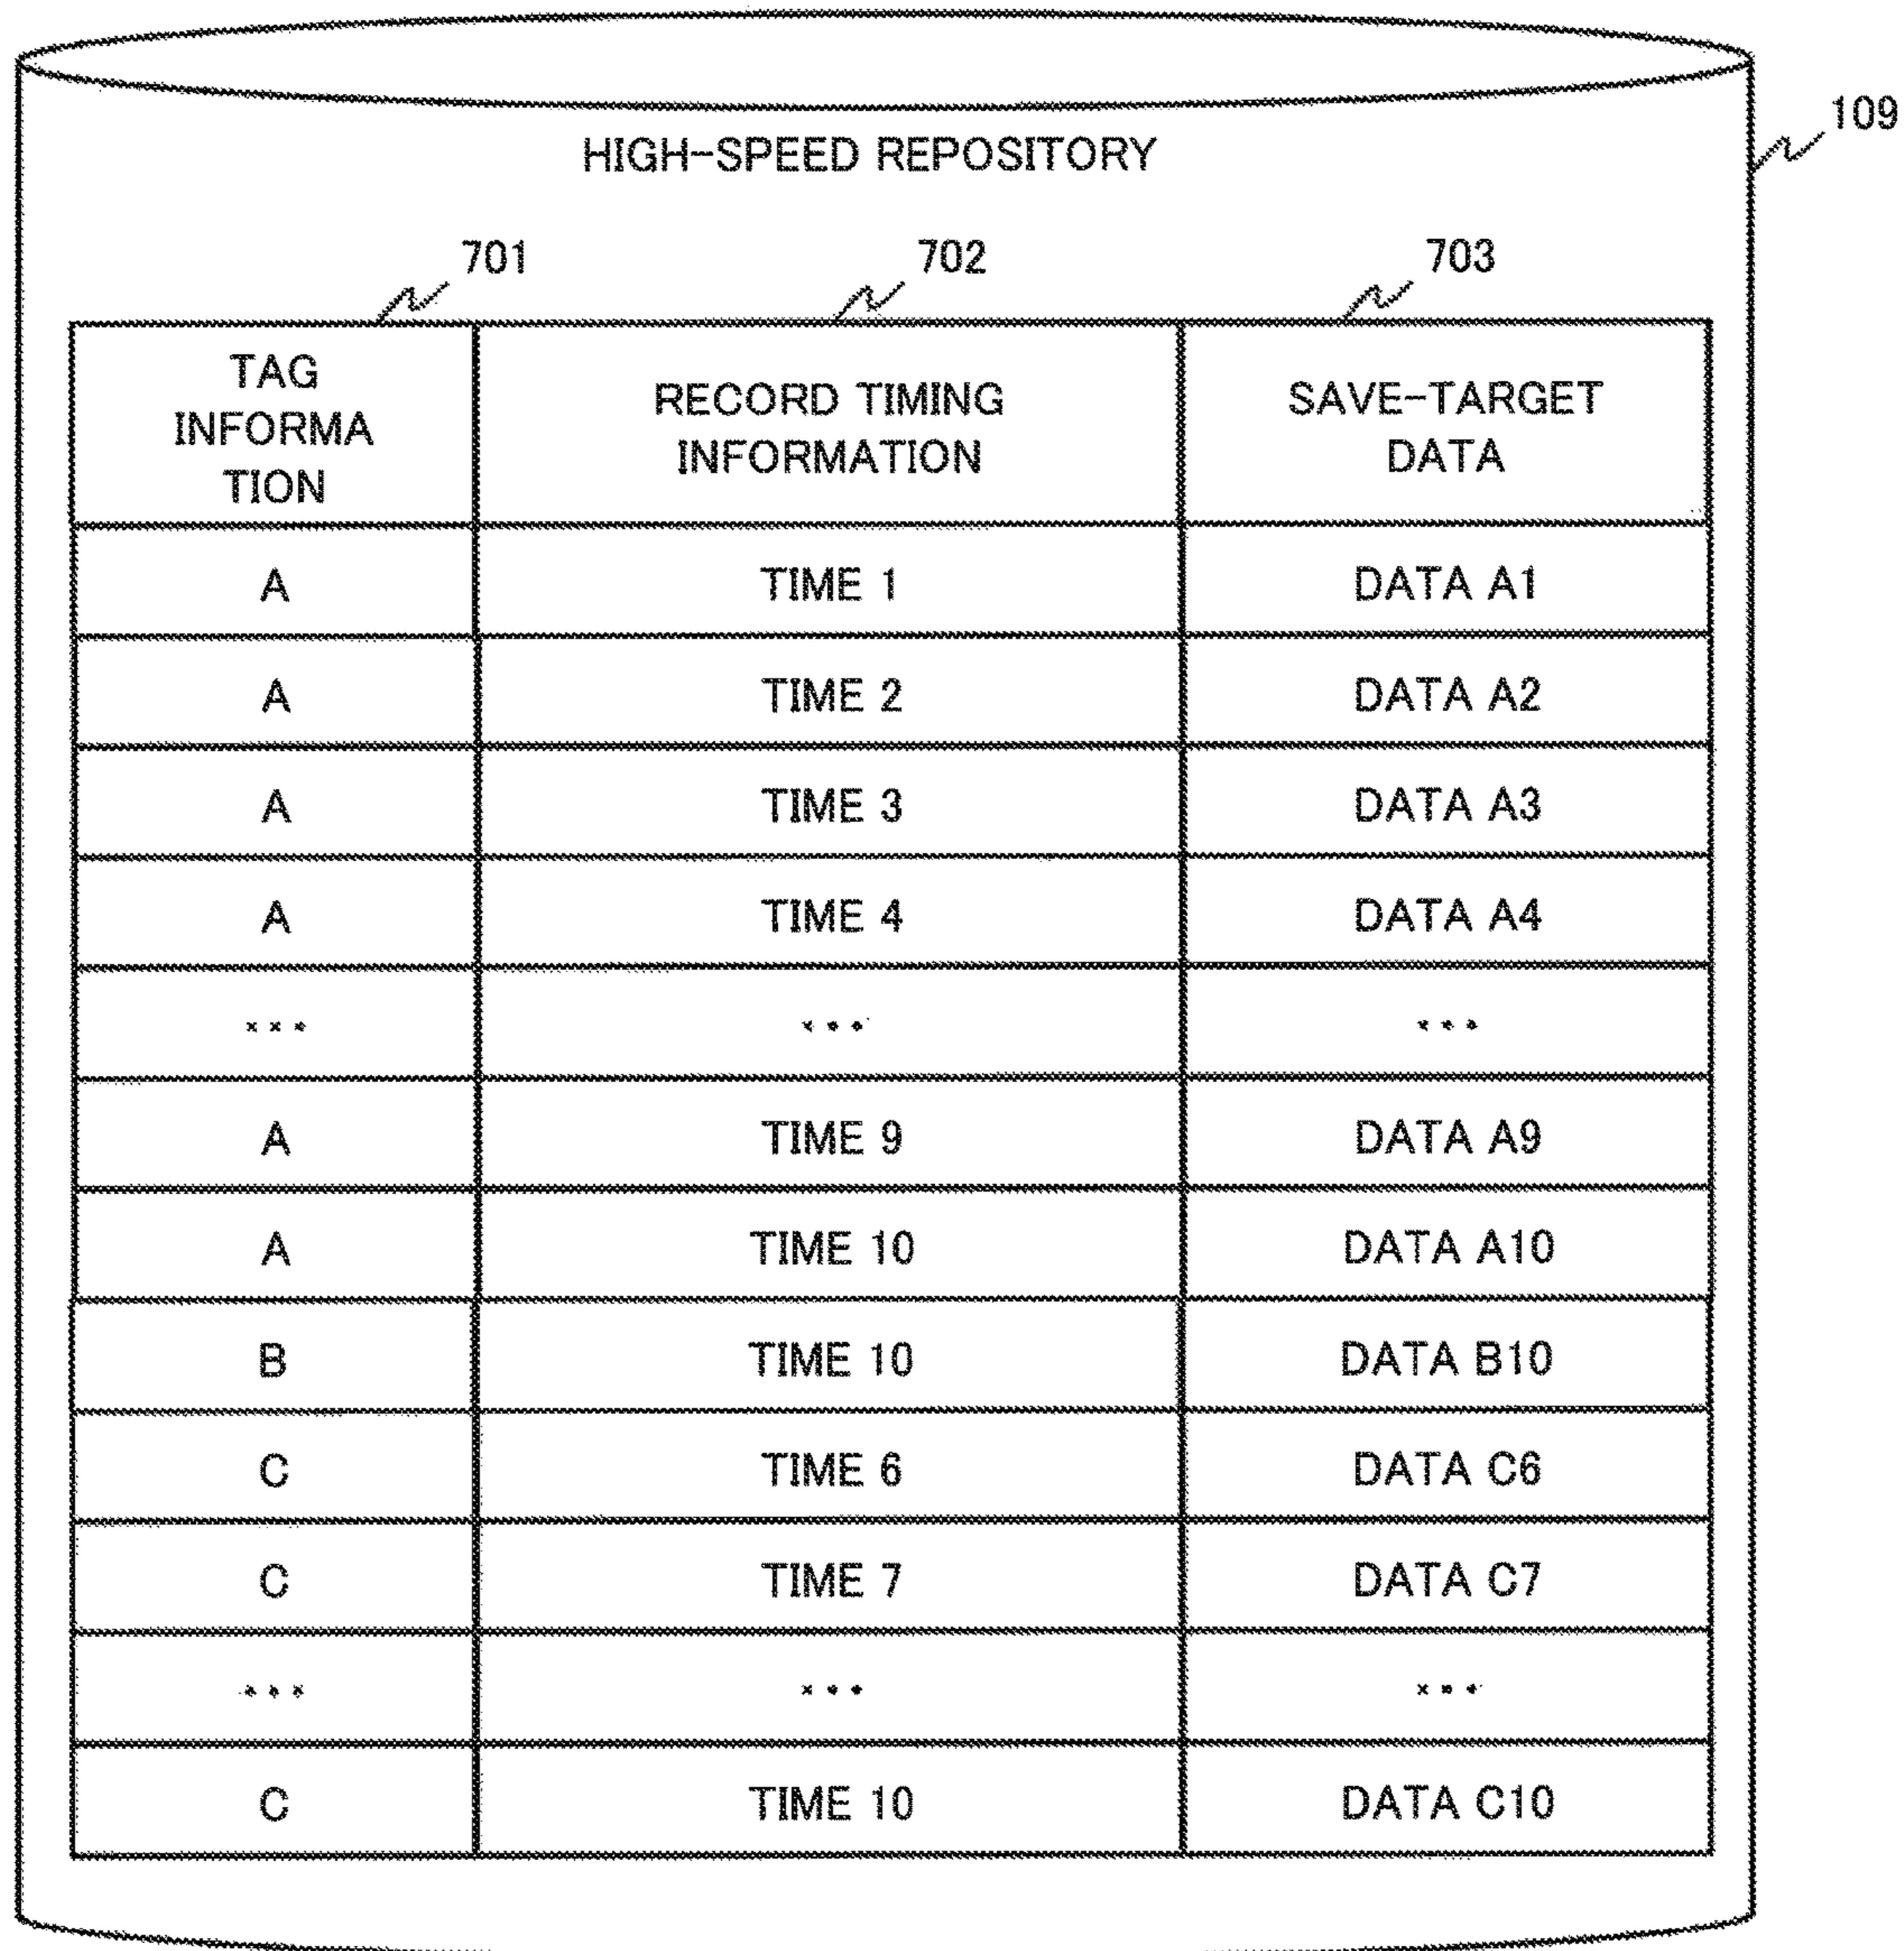 109
HIGH-SPEED REPOSITORY
701 702 703
TAG
INFORMA
TION
RECORD TIMING
INFORMATION
SAVE-TARGET
DATA
A TIME 1 DATA A1
A TIME 2 DATA A2
A TIME 3 DATA A3
A TIME 4 DATA A4
... ... ...
A TIME 9 DATA A9
A TIME 10 DATA A10
B TIME 10 DATA B10
C TIME 6 DATA C6
C TIME 7 DATA C7
... ... ...
C TIME 10 DATA C10